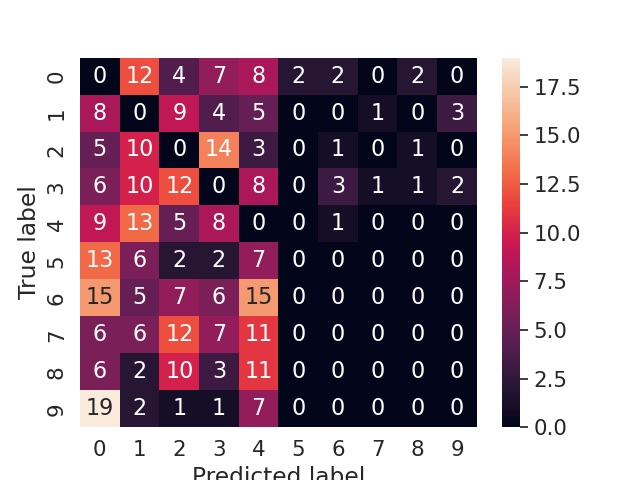 0 0 12 4 7 8 2 2 0 2 0
1 8 0 9 4 5 0 0 1 0 3
2 5 10 0 14 3 0 1 0 1 0
3 6 10 12 0 8 0 3 1 1 2
4 9 13 5 8 0 0 1 0 0 0
5 13 6 2 2 7 0 0 0 0 0
6 15 5 7 6 15 0 0 0 0 0
7 6 6 12 7 11 0 0 0 0 0
8 6 2 10 3 11 0 0 0 0 0
9 19 2 1 1 7 0 0 0 0 0
0 1 2 3 4 5 6 7 8 9
True label
Predicted label
17.5
15.0
12.5
10.0
7.5
5.0
2.5
0.0